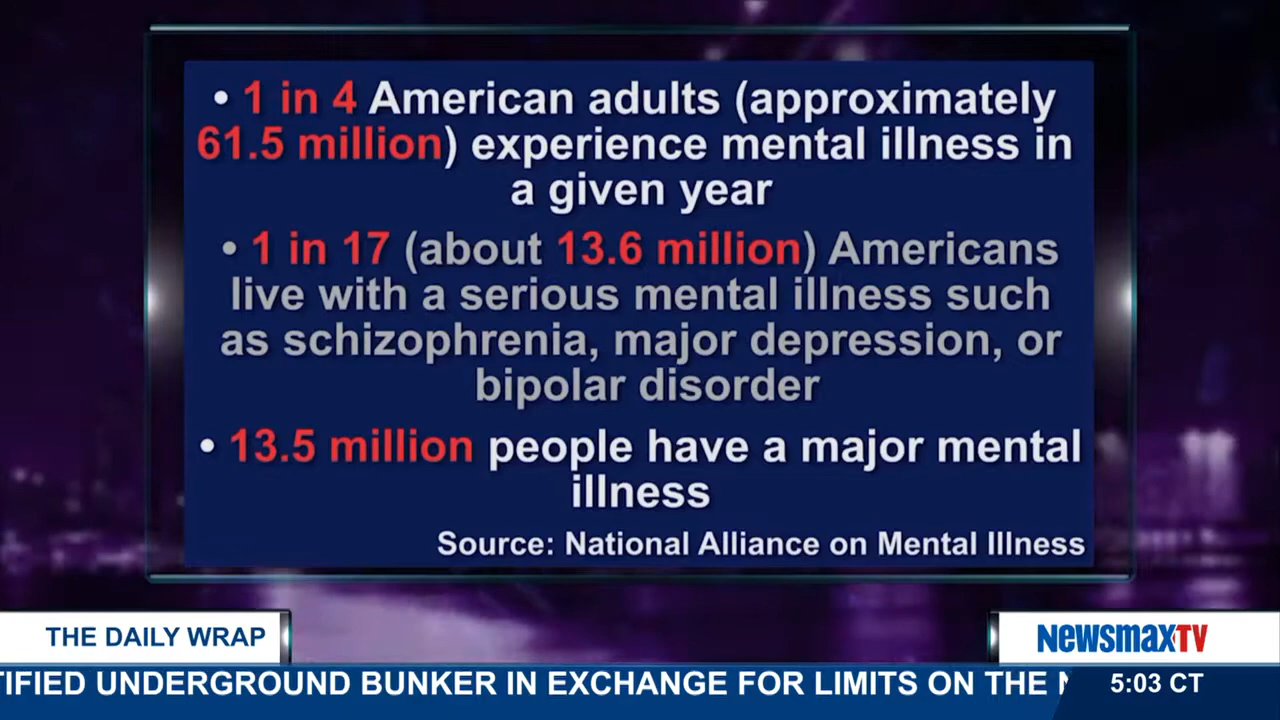 • 1 in 4 American adults (approximately
61.5 million) experience mental illness in
a given year
• 1 in 17 (about 13.6 million) Americans
live with a serious mental illness such
as schizophrenia, major depression, or
bipolar disorder
• 13.5 million people have a major mental
illness
Source: National Alliance on Mental Illness
THE DAILY WRAP
NEWSMAXTV
TIFIED UNDERGROUND BUNKER IN EXCHANGE FOR LIMITS ON THE
5:03 CT